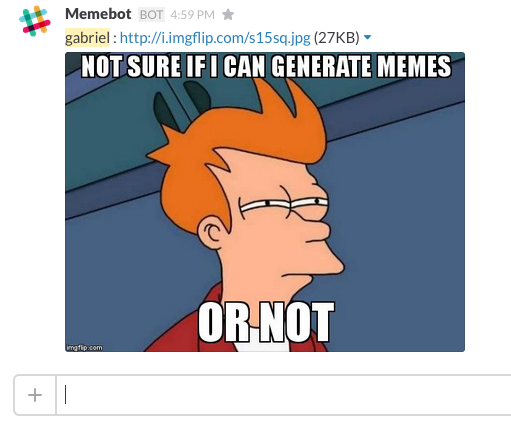 Memebot BOT 4:59 PM
gabriel : http://i.imgflip.com/s15sq.jpg (27KB)
NOT SURE IF I CAN GENERATE MEMES
OR NOT
imgflip.com